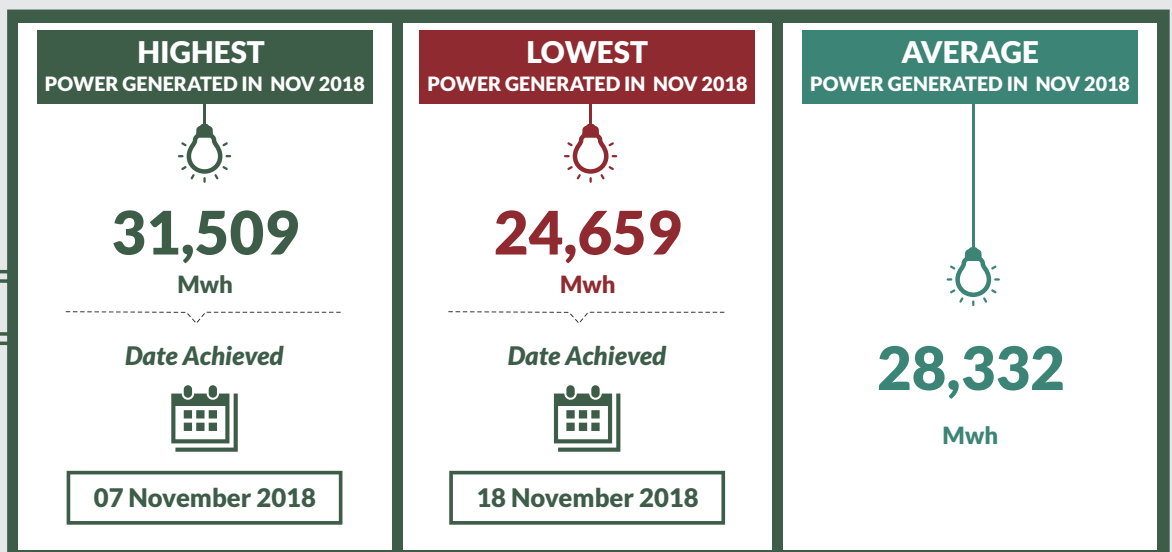 HIGHEST
POWER GENERATED IN NOV 2018
31,509
Mwh
Date Achieved
07 November 2018
LOWEST
POWER GENERATED IN NOV 2018
24,659
Mwh
Date Achieved
18 November 2018
AVERAGE
POWER GENERATED IN NOV 2018
28,332
Mwh